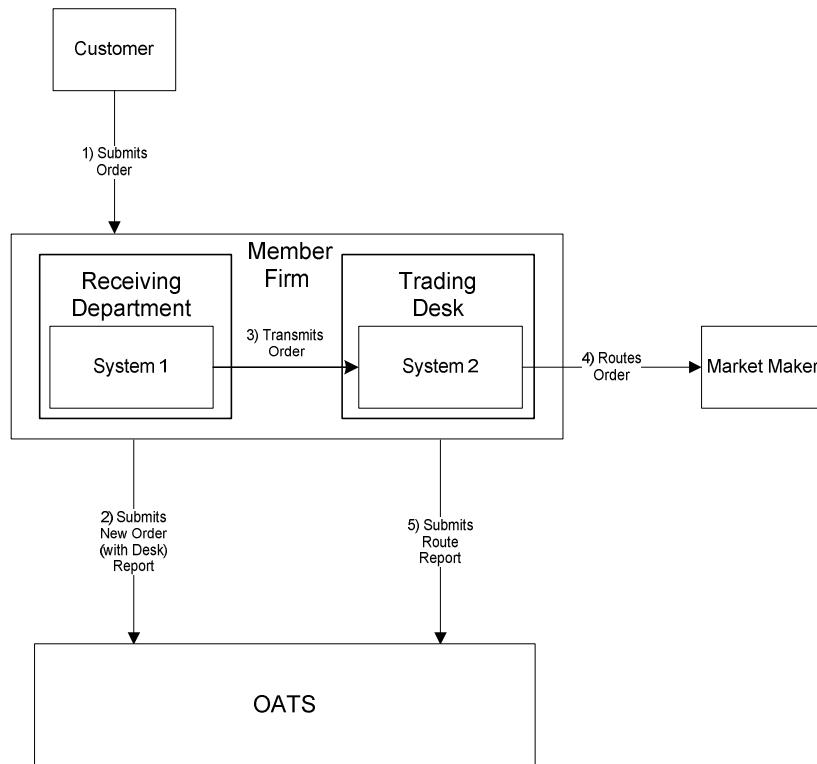 Customer
1) Submits
Order
Member
Firm
Receiving
Department
Trading
Desk
System 1
3) Transmits
Order
System 2
4) Routes
Order
Market Maker
2) Submits
New Order
(with Desk)
Report
5) Submits
Route
Report
OATS